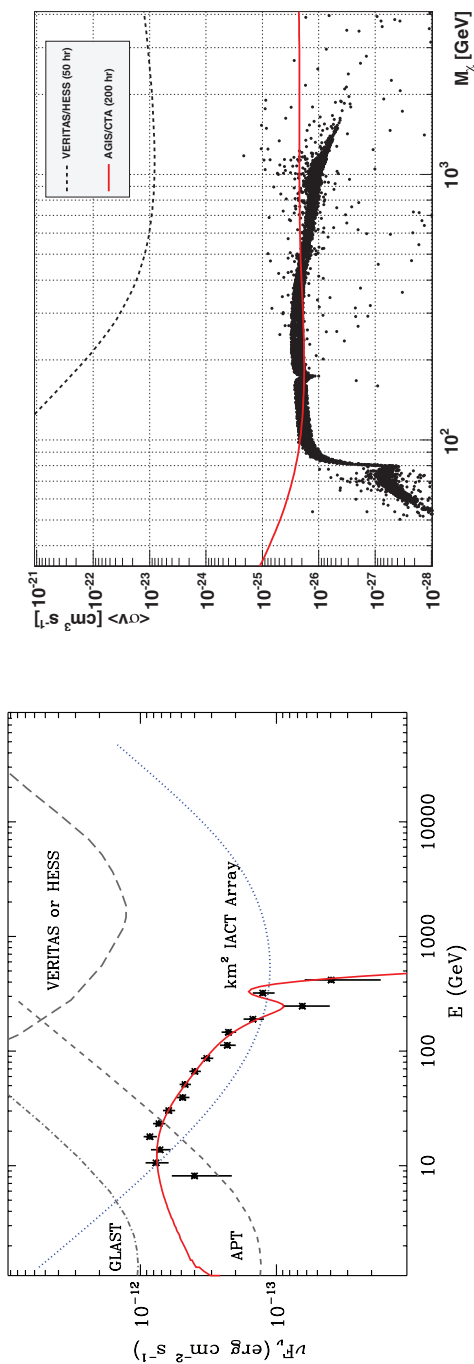 GLAST
APT
VERITAS or HESS
km² IACT Array
10⁻¹²
10⁻¹³
νFν (erg cm⁻² s⁻¹)
10
100
1000
10000
E (GeV)
VERITAS/HESS (50 hr)
AGIS/CTA (200 hr)
<σv> [cm³ s⁻¹]
10⁻²¹
10⁻²²
10⁻²³
10⁻²⁴
10⁻²⁵
10⁻²⁶
10⁻²⁷
10⁻²⁸
10²
10³
Mχ [GeV]